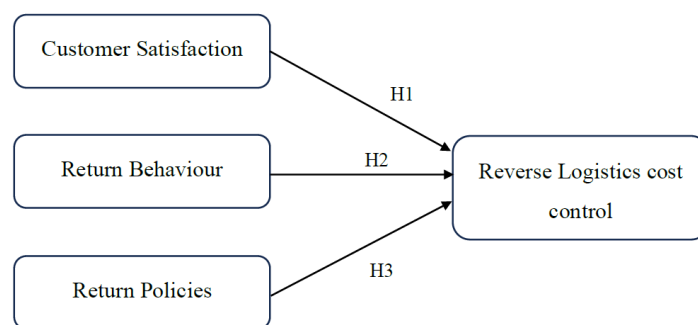 Customer Satisfaction
H1
Return Behaviour
H2
Reverse Logistics cost
control
H3
Return Policies